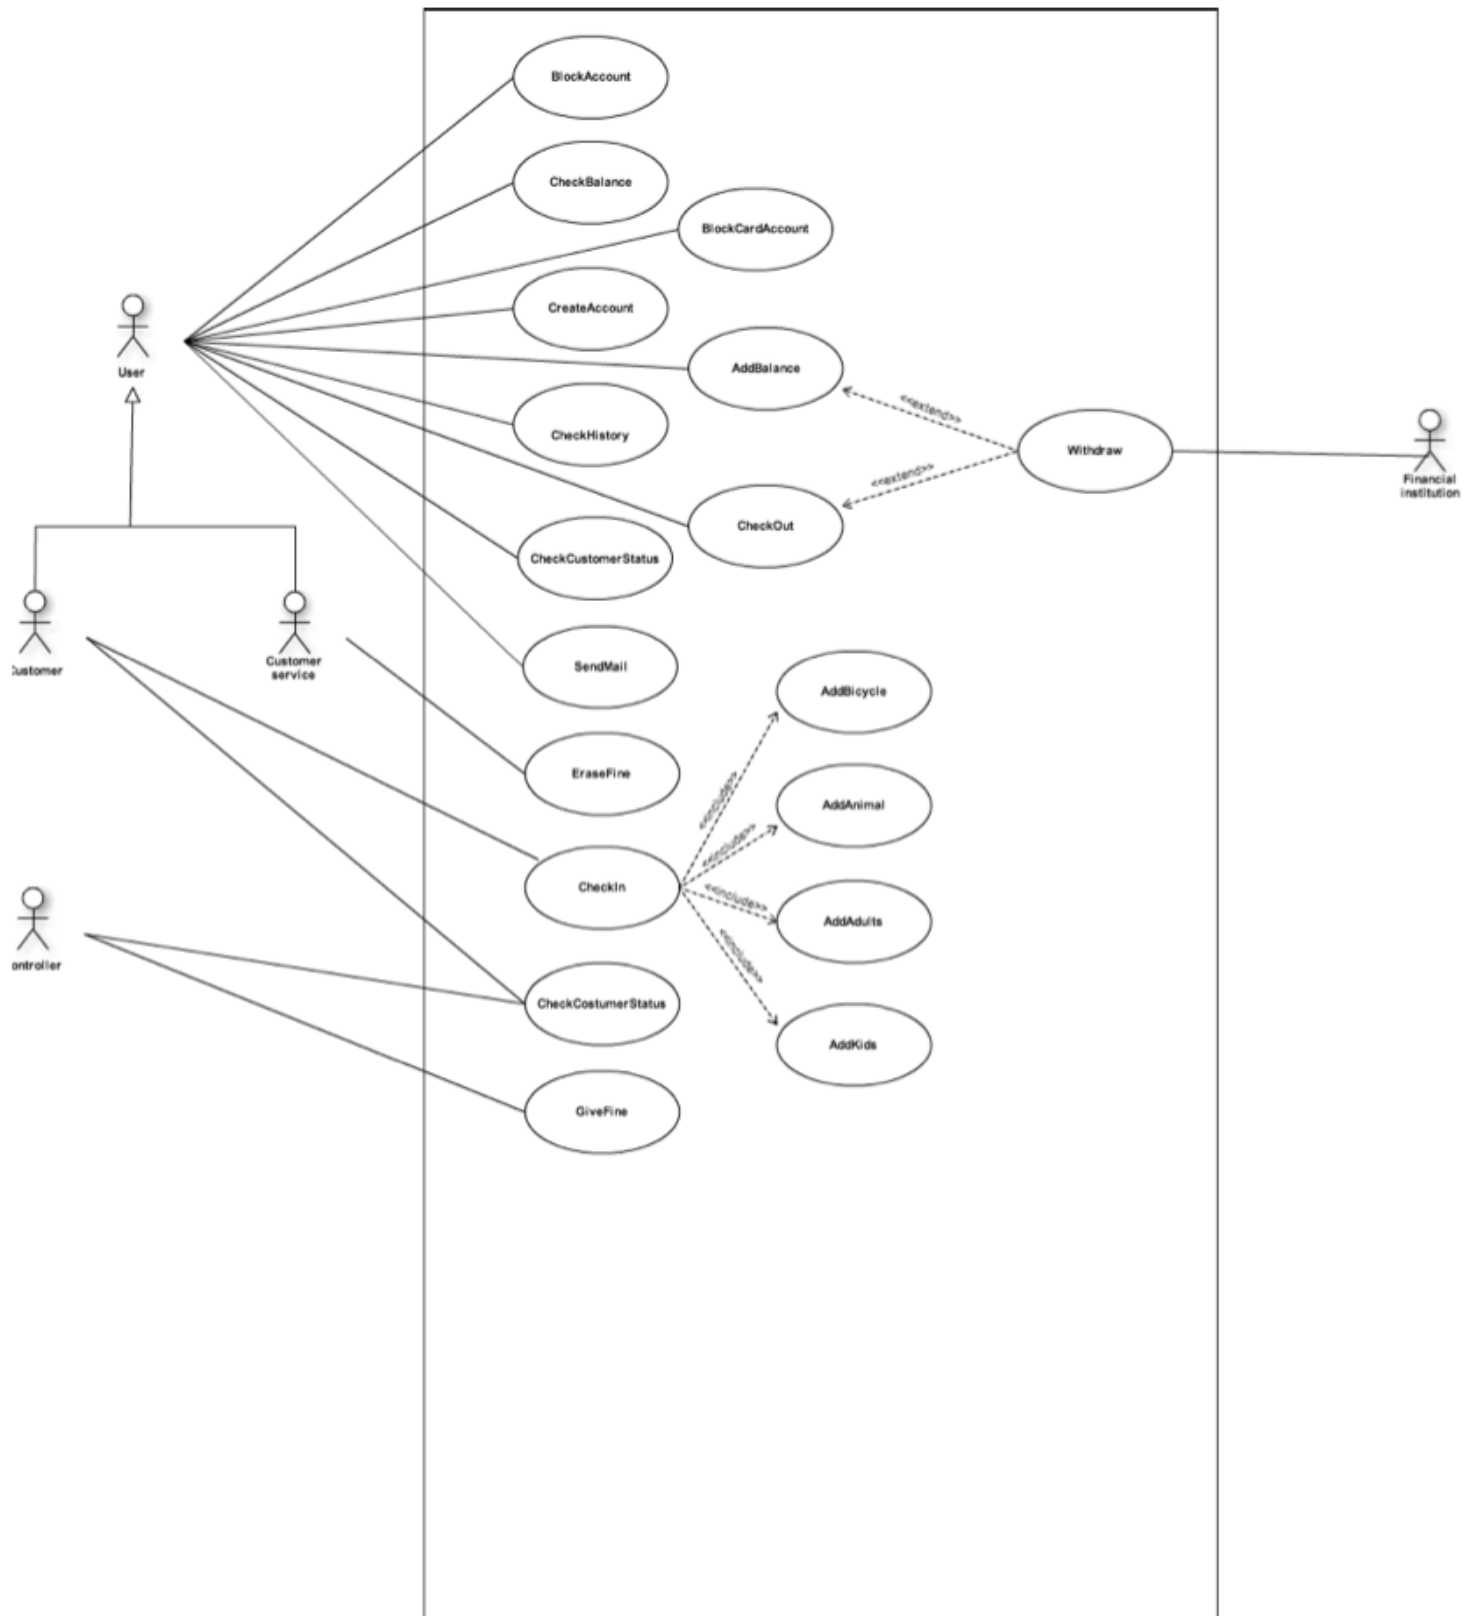 BlockAccount
CheckBalance
BlockCardAccount
CreateAccount
User
AddBalance
<<extend>>
CheckHistory
Withdraw
<<extend>>
Financial
institution
CheckOut
CheckCustomerStatus
Customer
service
SendMail
ustomer
AddBicycle
EraseFine
<<include>>
AddAnimal
<<include>>
CheckIn
<<include>>
AddAdults
<<include>>
ontroller
CheckCostumerStatus
AddKids
GiveFine